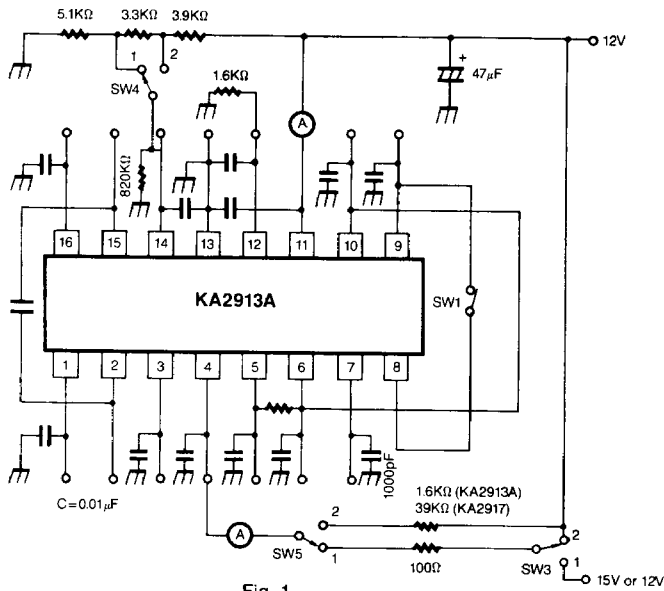 5.1KΩ 3.3KΩ 3.9KΩ
12V
1 2
SW4
+
47μF
1.6KΩ
A
820KΩ
16 15 14 13 12 11 10 9
KA2913A
SW1
1 2 3 4 5 6 7 8
C=0.01μF
1000pF
1.6KΩ (KA2913A)
39KΩ (KA2917)
2
A
SW5
1
100Ω
2
SW3
1
15V or 12V
Fig. 1